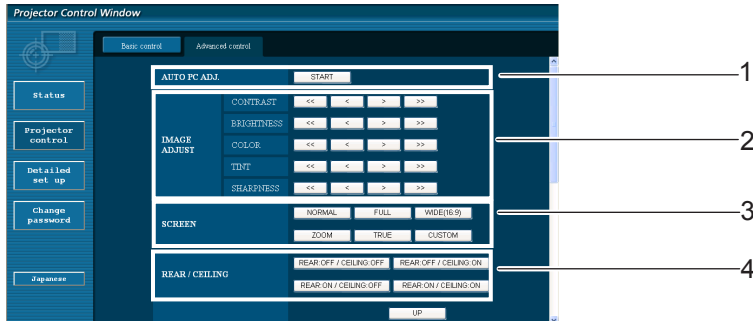 Projector Control Window
Basic control Advanced control
AUTO PC ADJ. START 1
Status
CONTRAST << < > >>
BRIGHTNESS << < > >>
Projector control
IMAGE ADJUST COLOR << < > >> 2
TINT << < > >>
Detailed set up
SHARPNESS << < > >>
Change password
SCREEN NORMAL FULL WIDE(16:9) 3
ZOOM TRUE CUSTOM
REAR / CEILING REAR:OFF / CEILING:OFF REAR:OFF / CEILING:ON 4
REAR:ON / CEILING:OFF REAR:ON / CEILING:ON
Japanese
UP